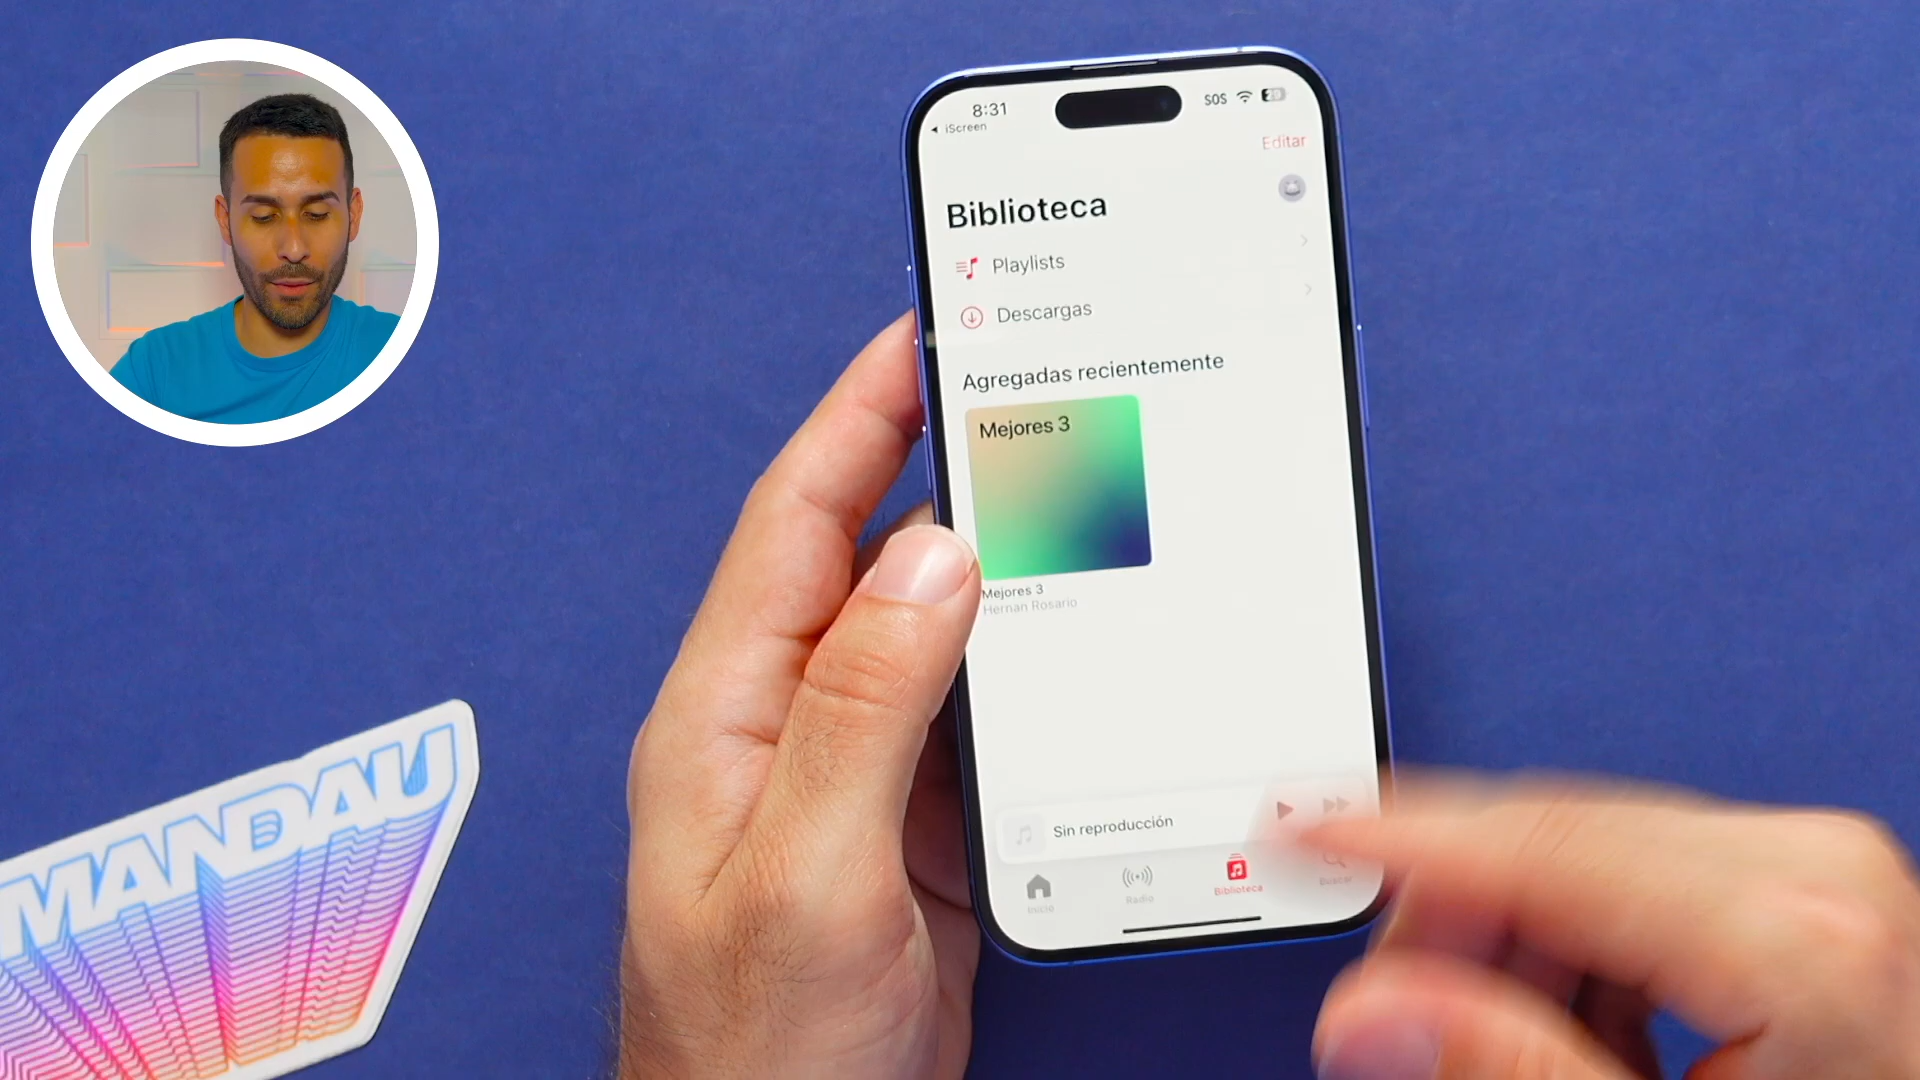 8:31
SOS
iScreen
Editar
Biblioteca
Playlists
Descargas
Agregadas recientemente
Mejores 3
Mejores 3
Hernan Rosario
Sin reproducción
Inicio
Radio
Biblioteca
Buscar
MANDAU